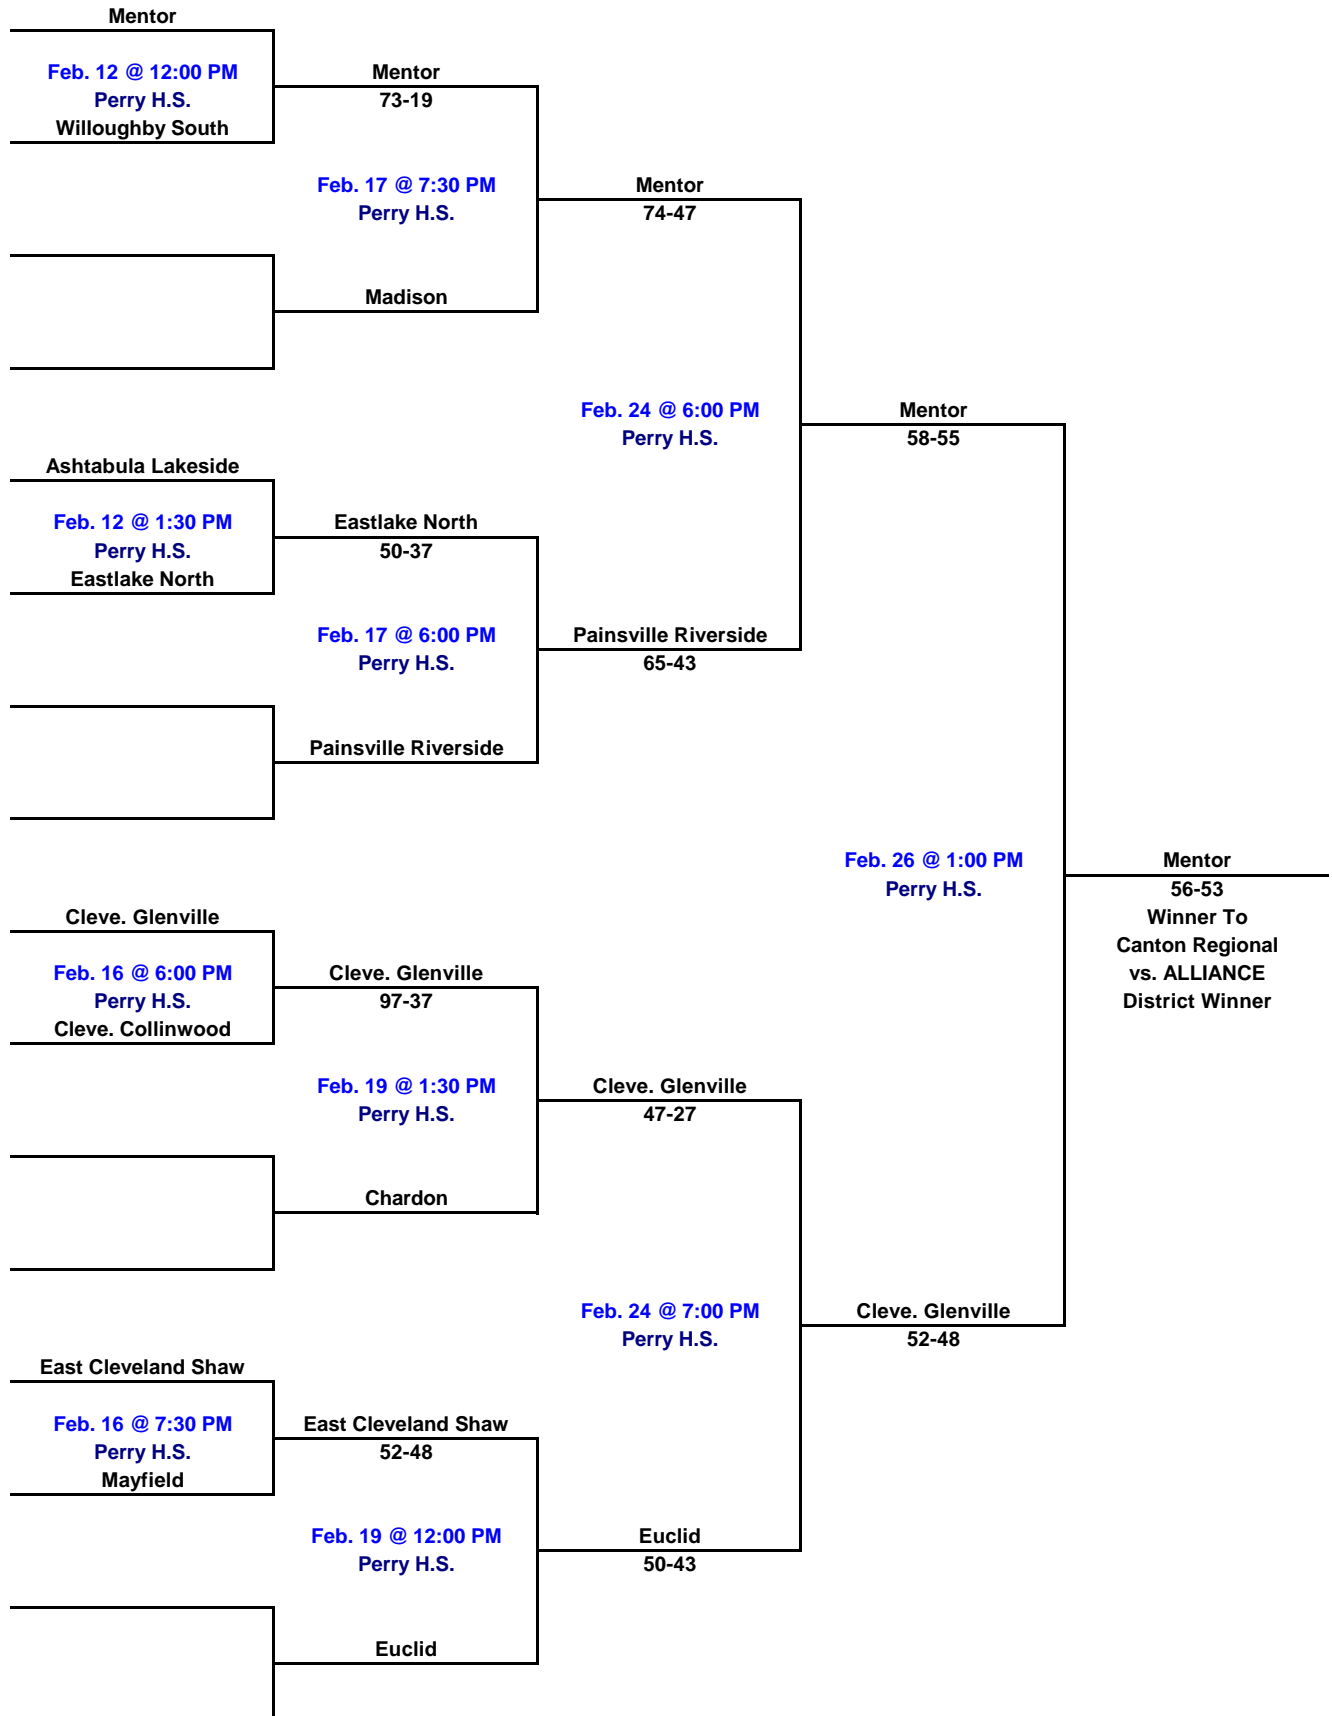 Mentor
Feb. 12 @ 12:00 PM
Perry H.S.
Willoughby South
Mentor
73-19
Feb. 17 @ 7:30 PM
Perry H.S.
Mentor
74-47
Madison
Feb. 24 @ 6:00 PM
Perry H.S.
Mentor
58-55
Ashtabula Lakeside
Feb. 12 @ 1:30 PM
Perry H.S.
Eastlake North
Eastlake North
50-37
Feb. 17 @ 6:00 PM
Perry H.S.
Painsville Riverside
65-43
Painsville Riverside
Feb. 26 @ 1:00 PM
Perry H.S.
Mentor
56-53
Winner To
Canton Regional
vs. ALLIANCE
District Winner
Cleve. Glenville
Feb. 16 @ 6:00 PM
Perry H.S.
Cleve. Collinwood
Cleve. Glenville
97-37
Feb. 19 @ 1:30 PM
Perry H.S.
Cleve. Glenville
47-27
Chardon
Feb. 24 @ 7:00 PM
Perry H.S.
Cleve. Glenville
52-48
East Cleveland Shaw
Feb. 16 @ 7:30 PM
Perry H.S.
Mayfield
East Cleveland Shaw
52-48
Feb. 19 @ 12:00 PM
Perry H.S.
Euclid
50-43
Euclid